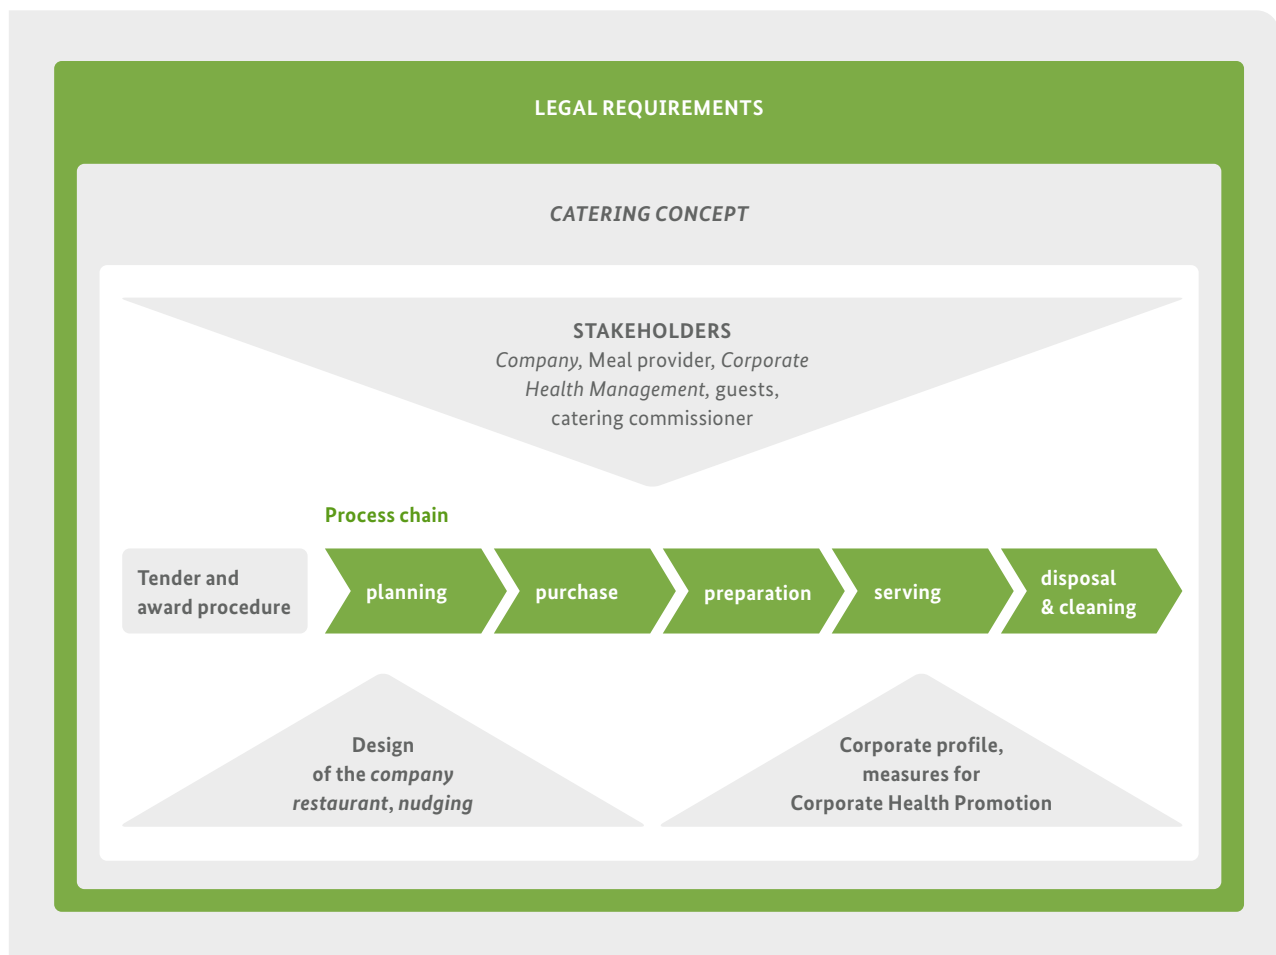 LEGAL REQUIREMENTS
CATERING CONCEPT
STAKEHOLDERS
Company, Meal provider, Corporate
Health Management, guests,
catering commissioner
Process chain
Tender and
award procedure
planning
purchase
preparation
serving
disposal
& cleaning
Design
of the company
restaurant, nudging
Corporate profile,
measures for
Corporate Health Promotion